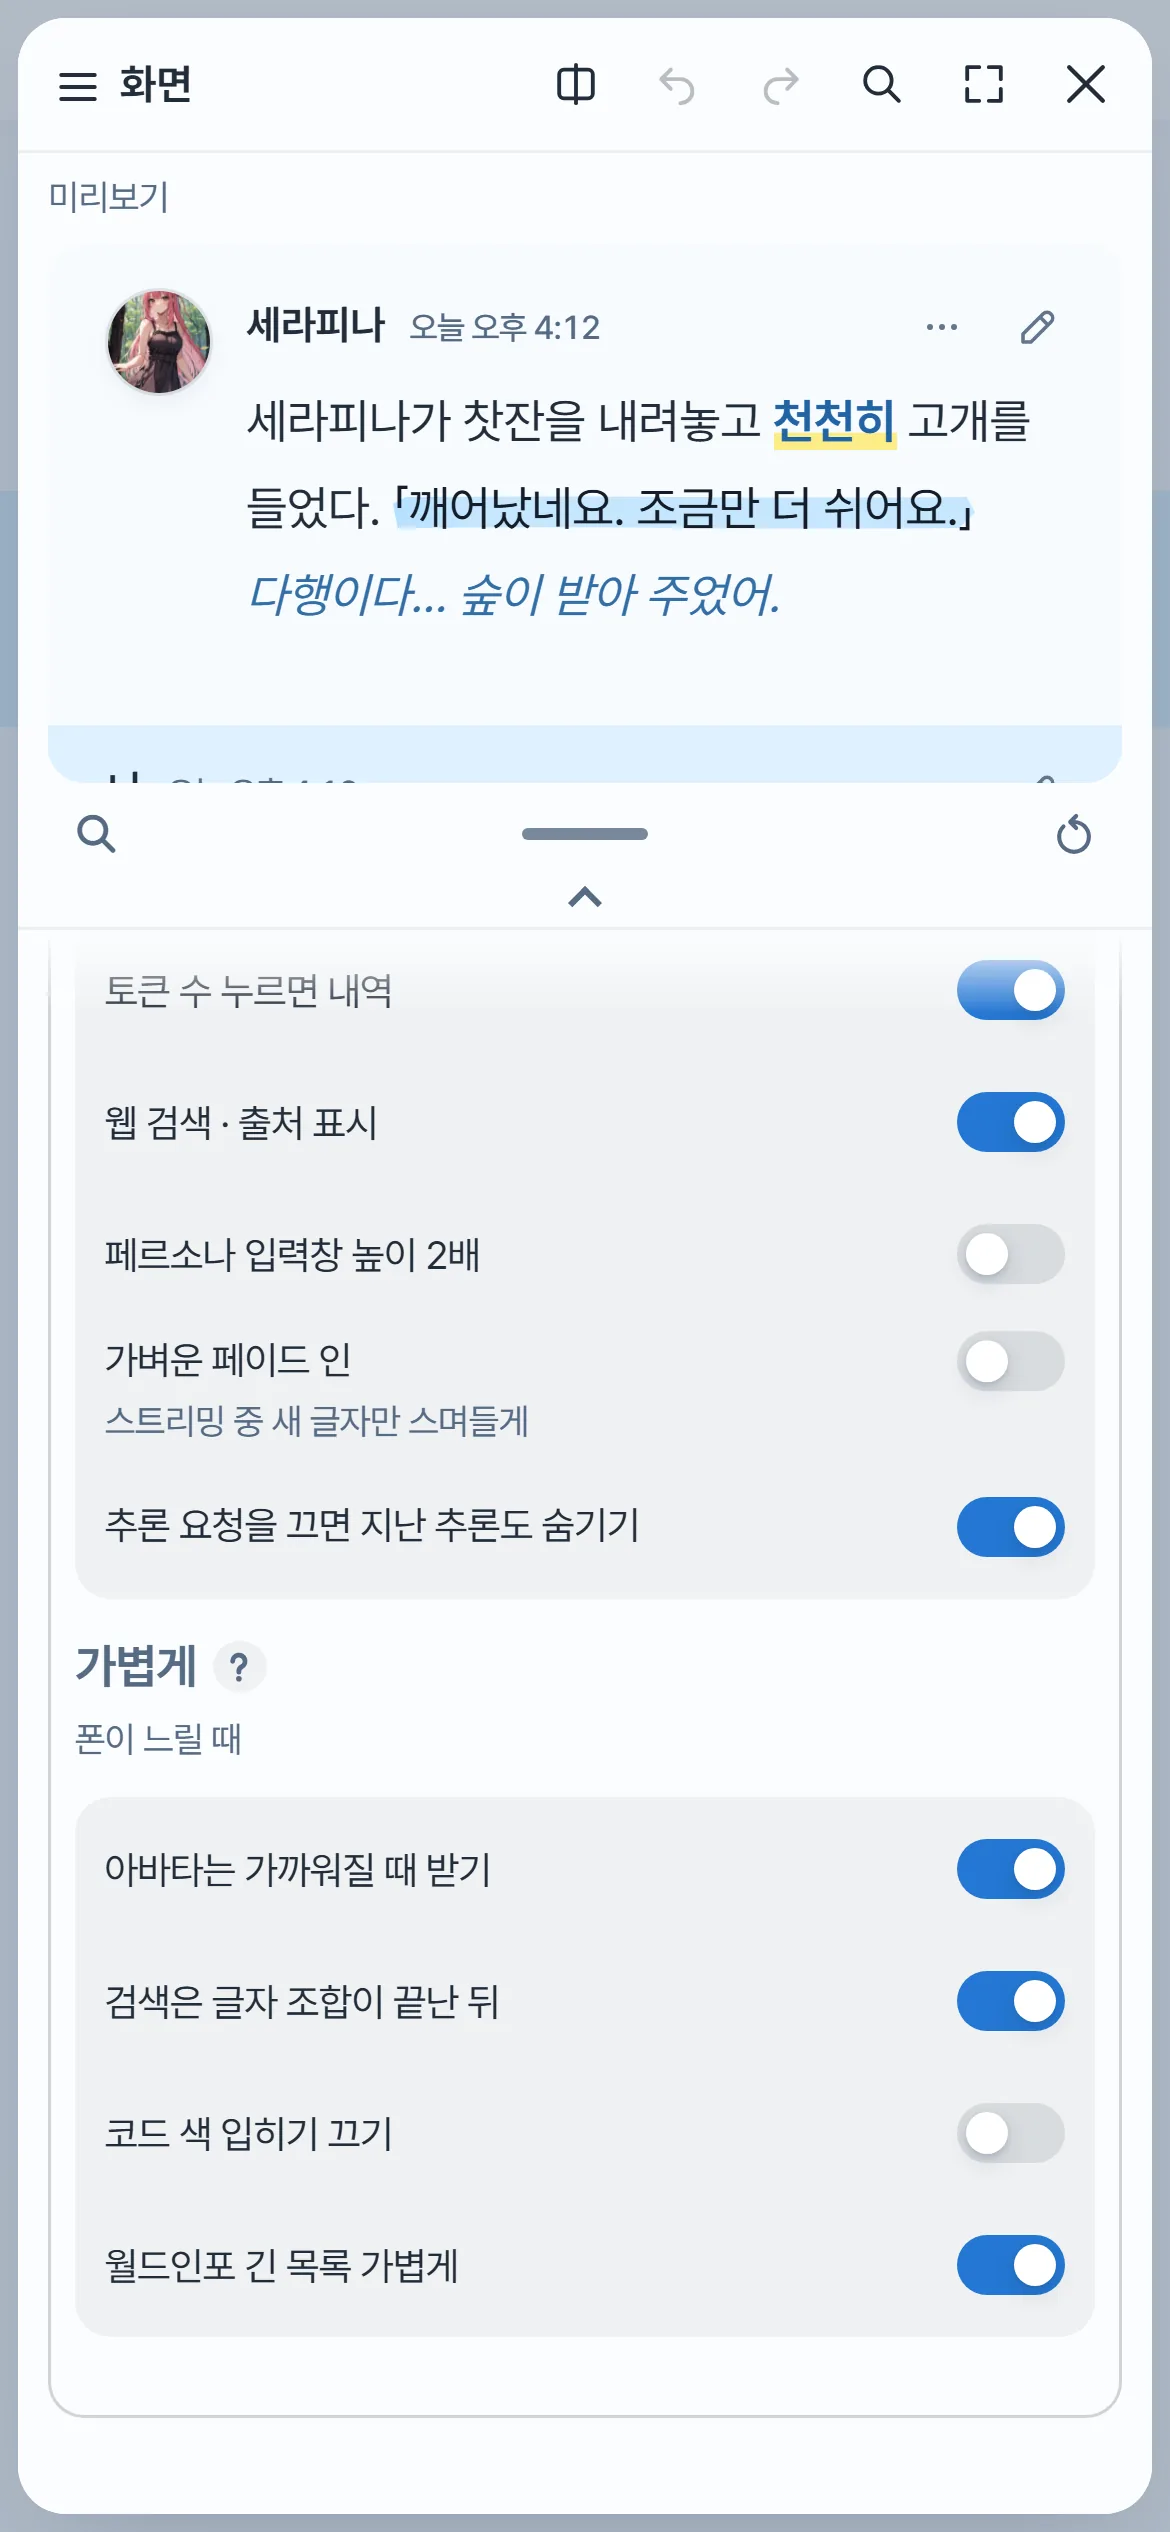 화면
미리보기
세라피나 오늘 오후 4:12
세라피나가 찻잔을 내려놓고 천천히 고개를
들었다. 「깨어났네요. 조금만 더 쉬어요.」
다행이다... 숲이 받아 주었어.
토큰 수 누르면 내역
웹 검색 · 출처 표시
페르소나 입력창 높이 2배
가벼운 페이드 인
스트리밍 중 새 글자만 스며들게
추론 요청을 끄면 지난 추론도 숨기기
가볍게 ?
폰이 느릴 때
아바타는 가까워질 때 받기
검색은 글자 조합이 끝난 뒤
코드 색 입히기 끄기
월드인포 긴 목록 가볍게